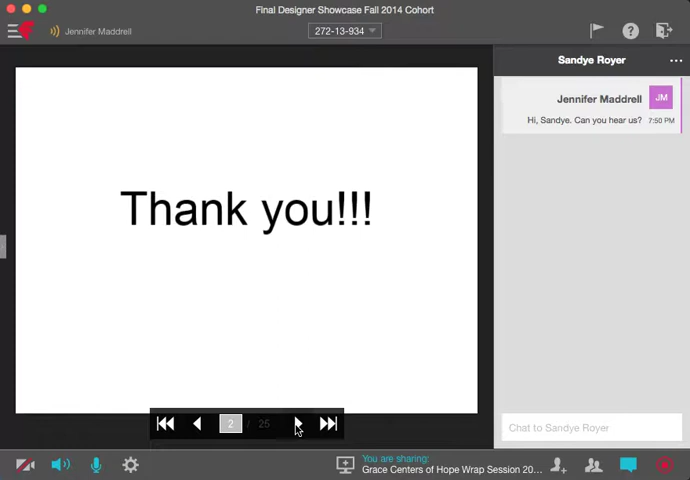 Final Designer Showcase Fall 2014 Cohort
Jennifer Maddrell
272-13-934
?
Sandye Royer
Jennifer Maddrell
JM
Hi, Sandye. Can you hear us? 7:50 PM
Thank you!!!
2 / 25
Chat to Sandye Royer
You are sharing:
Grace Centers of Hope Wrap Session 20...